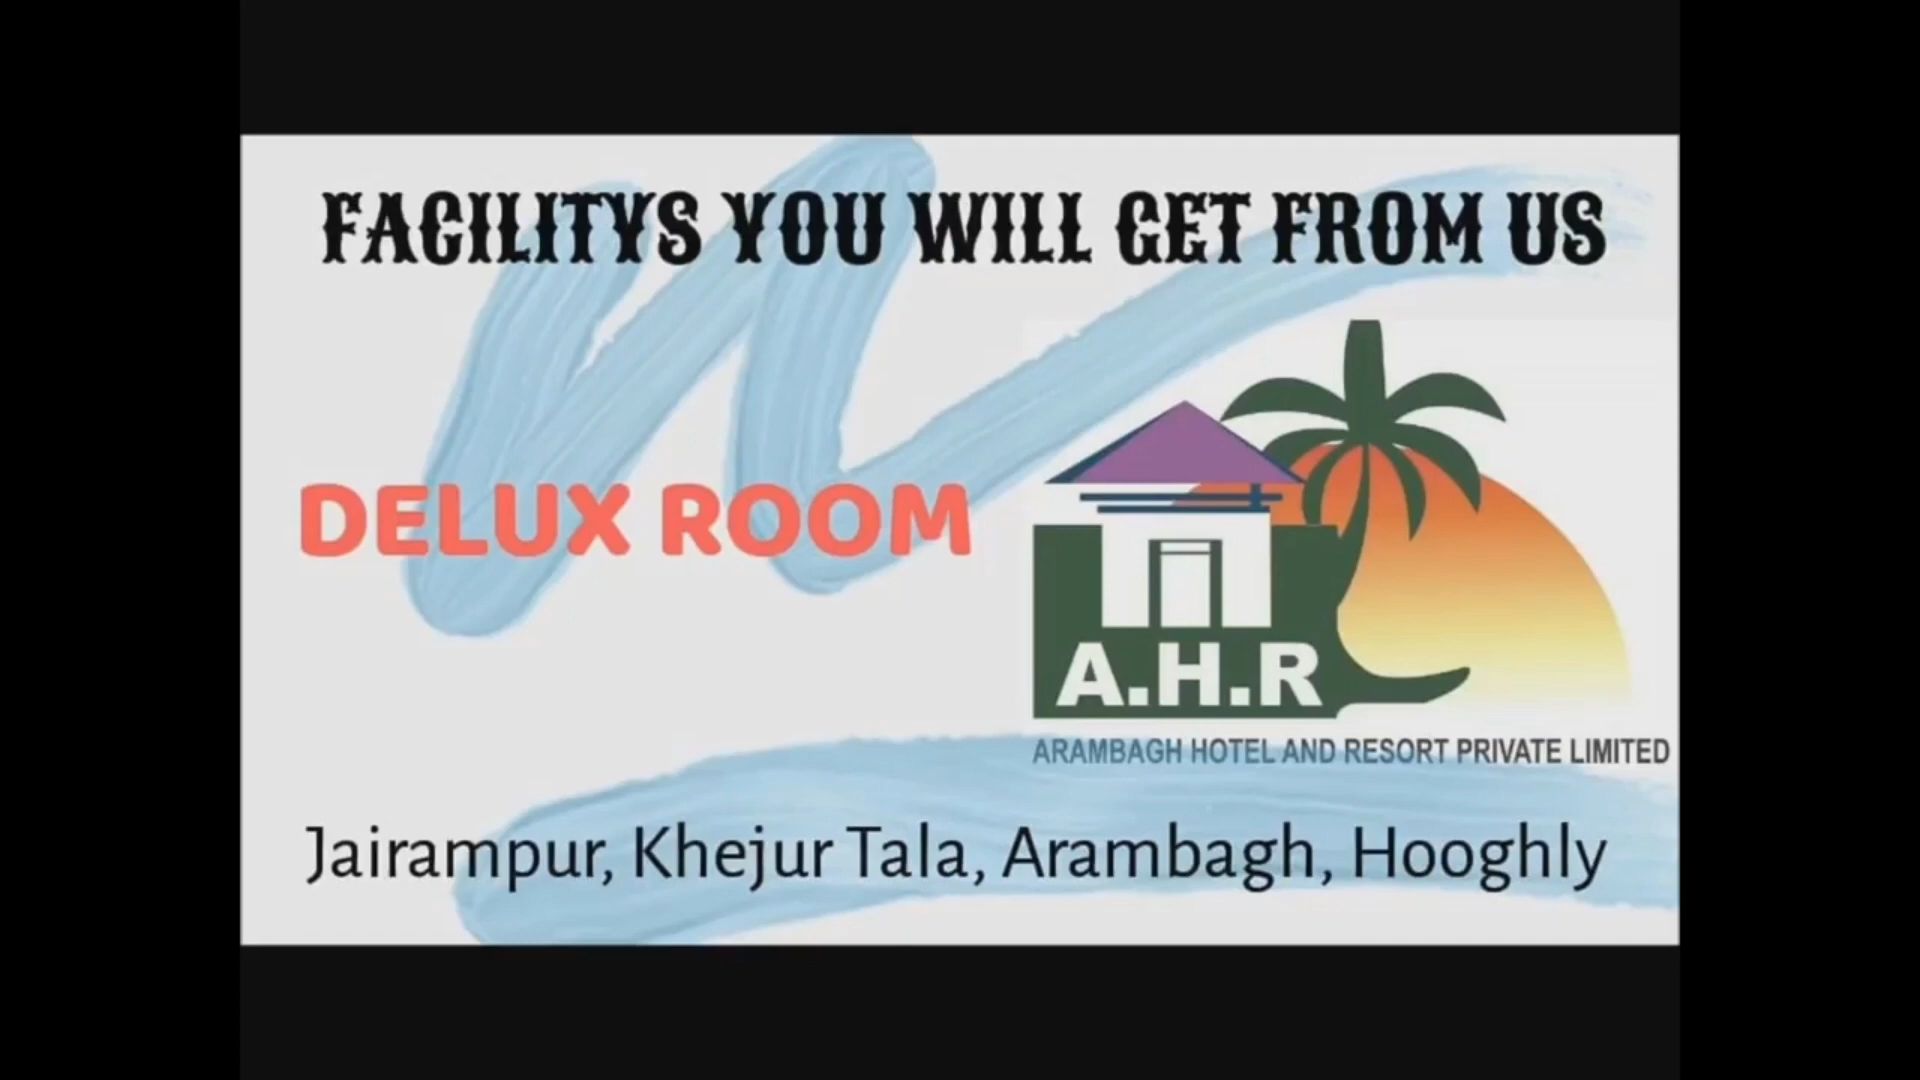 FACILITYS YOU WILL GET FROM US
DELUX ROOM
A.H.R
ARAMBAGH HOTEL AND RESORT PRIVATE LIMITED
Jairampur, Khejur Tala, Arambagh, Hooghly